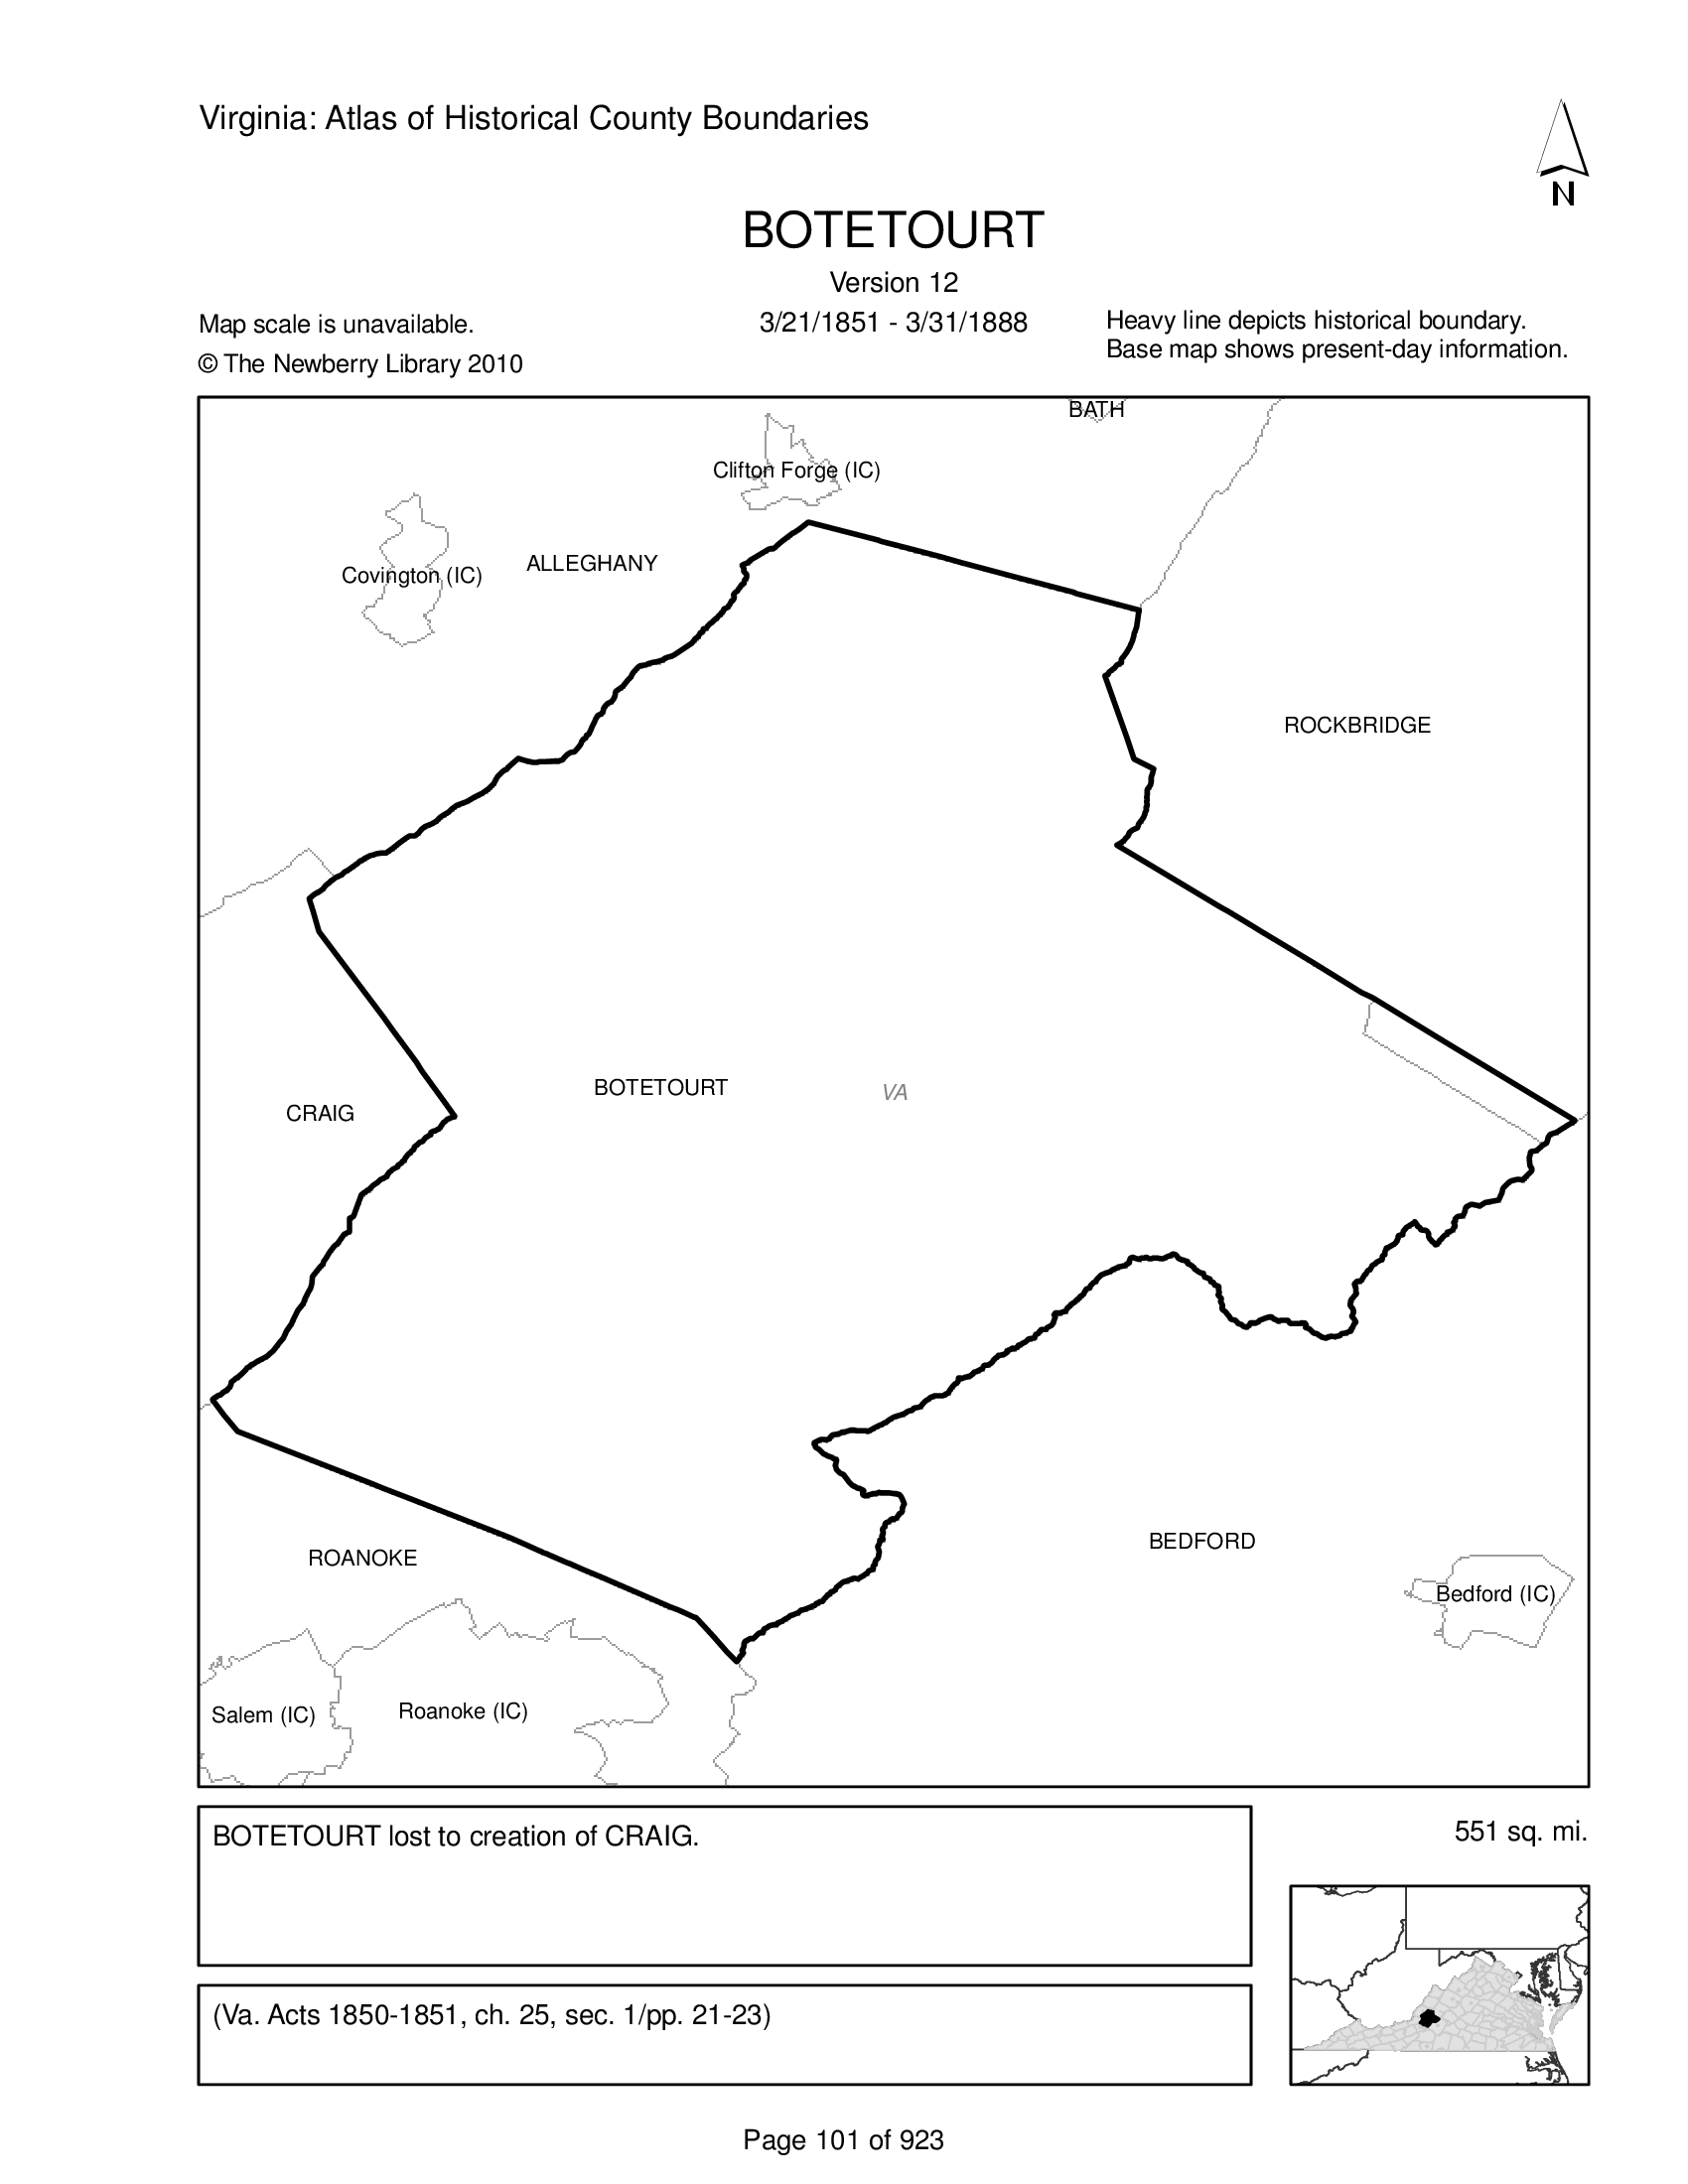 Virginia: Atlas of Historical County Boundaries
N
BOTETOURT
Version 12
3/21/1851 - 3/31/1888
Map scale is unavailable.
© The Newberry Library 2010
Heavy line depicts historical boundary.
Base map shows present-day information.
BATH
Clifton Forge (IC)
ALLEGHANY
Covington (IC)
ROCKBRIDGE
BOTETOURT
VA
CRAIG
BEDFORD
ROANOKE
Bedford (IC)
Roanoke (IC)
Salem (IC)
BOTETOURT lost to creation of CRAIG.
551 sq. mi.
(Va. Acts 1850-1851, ch. 25, sec. 1/pp. 21-23)
Page 101 of 923